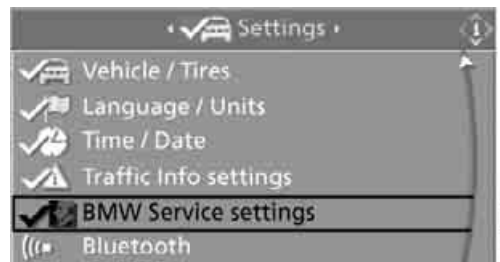 Settings
Vehicle / Tires
Language / Units
Time / Date
Traffic Info settings
BMW Service settings
Bluetooth